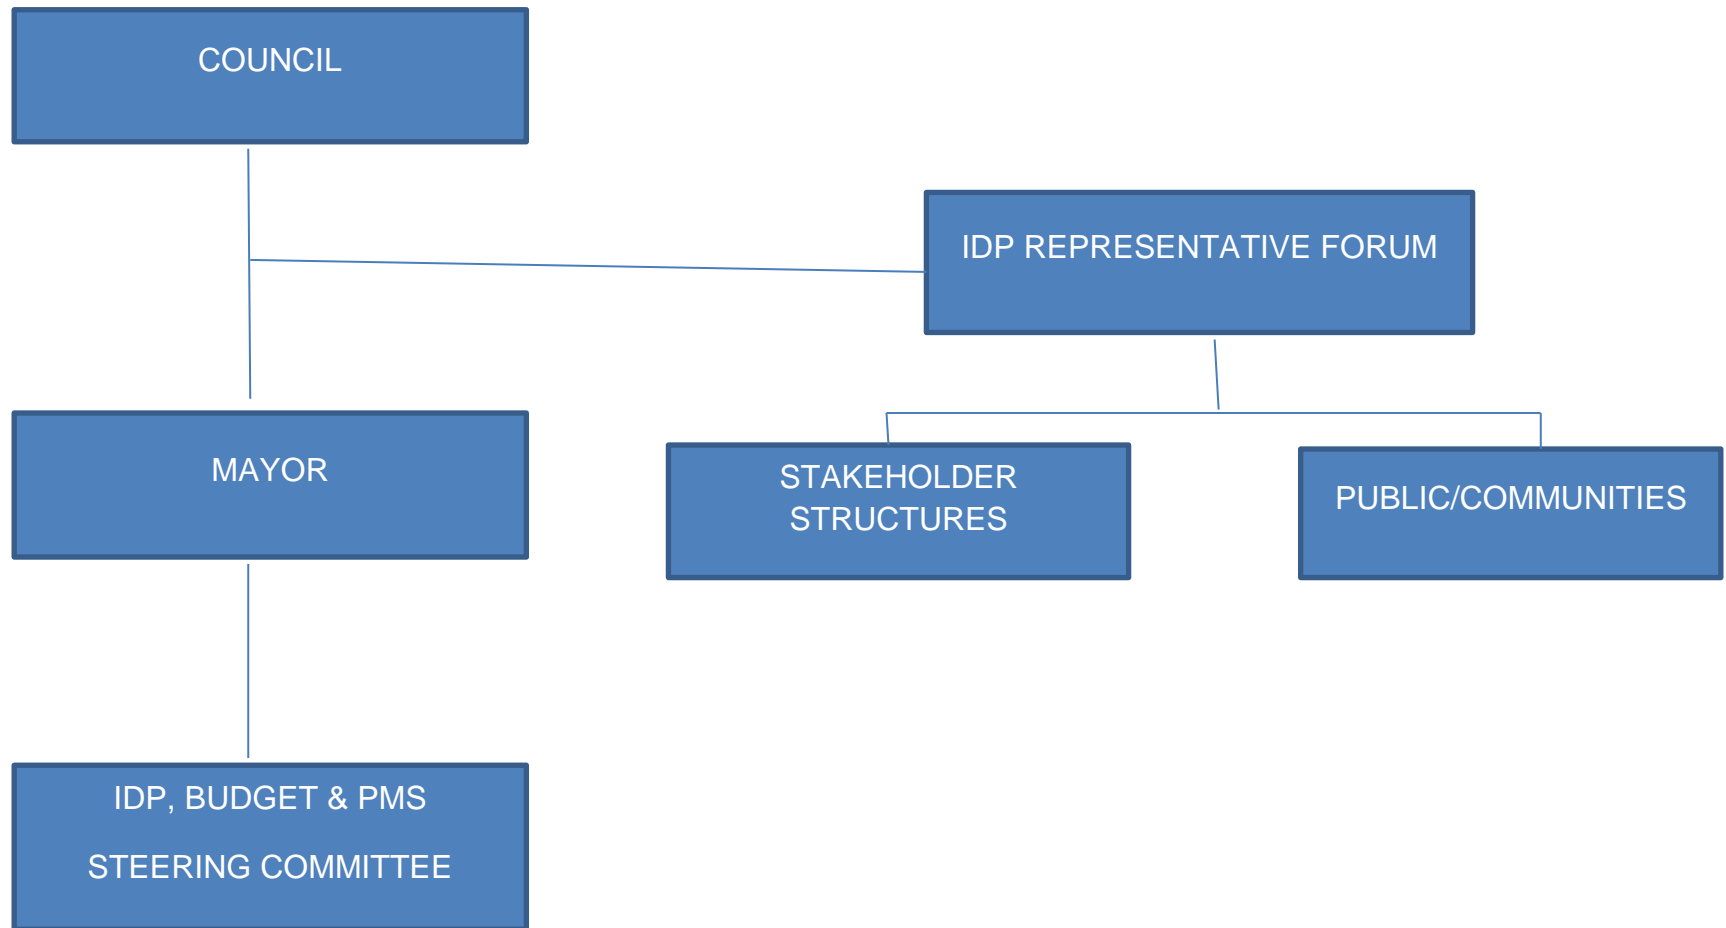 COUNCIL
IDP REPRESENTATIVE FORUM
MAYOR
STAKEHOLDER
STRUCTURES
PUBLIC/COMMUNITIES
IDP, BUDGET & PMS
STEERING COMMITTEE